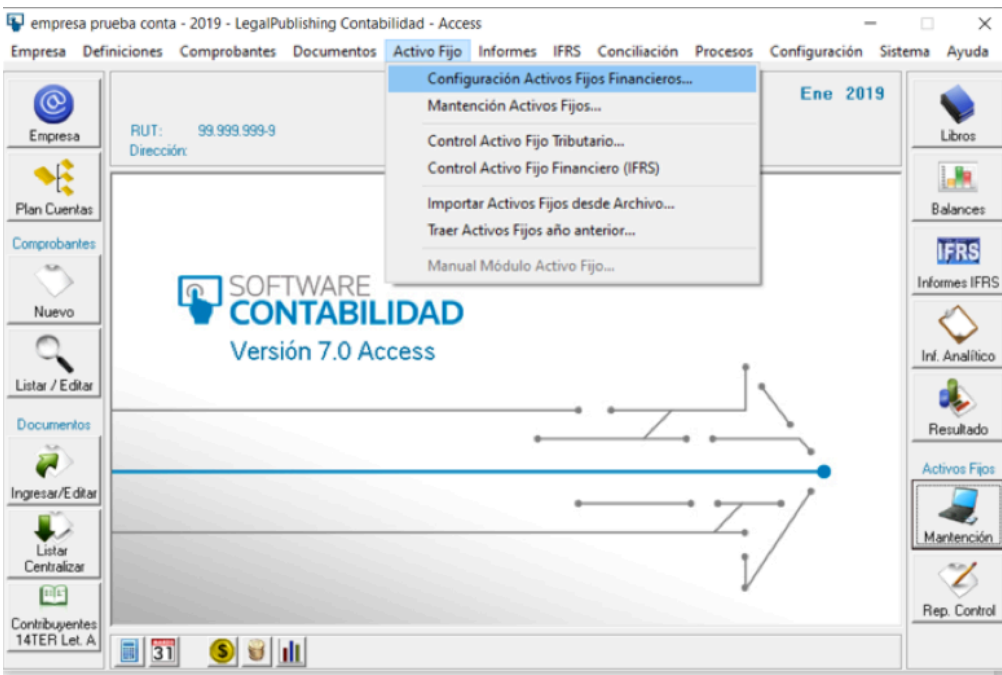 empresa prueba conta - 2019 - LegalPublishing Contabilidad - Access
Empresa Definiciones Comprobantes Documentos Activo Fijo Informes IFRS Conciliación Procesos Configuración Sistema Ayuda
Configuración Activos Fijos Financieros...
Mantención Activos Fijos...
Control Activo Fijo Tributario...
Control Activo Fijo Financiero (IFRS)
Importar Activos Fijos desde Archivo...
Traer Activos Fijos año anterior...
Manual Módulo Activo Fijo...
Ene 2019
RUT: 99.999.999-9
Dirección:
Empresa
Plan Cuentas
Comprobantes
Nuevo
Listar / Editar
Documentos
Ingresar/Editar
Listar
Centralizar
Contribuyentes
14TER Let. A
SOFTWARE
CONTABILIDAD
Versión 7.0 Access
Libros
Balances
IFRS
Informes IFRS
Inf. Analítico
Resultado
Activos Fijos
Mantención
Rep. Control
31
$